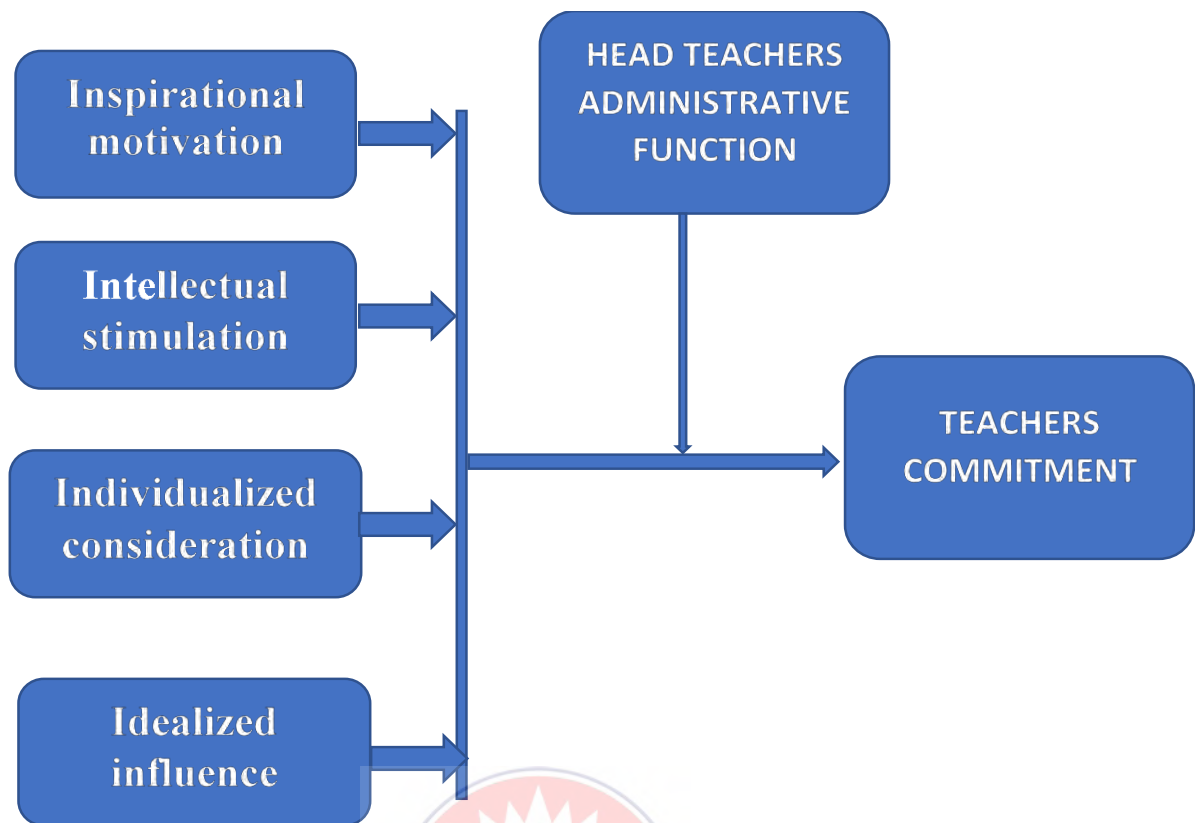 Inspirational
motivation
HEAD TEACHERS
ADMINISTRATIVE
FUNCTION
Intellectual
stimulation
TEACHERS
COMMITMENT
Individualized
consideration
Idealized
influence